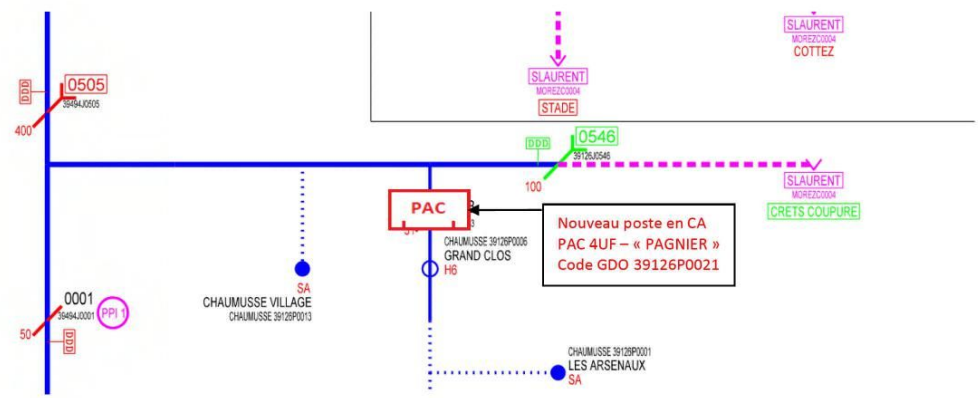 SLAURENT
MOREZC0004
COTTEZ
SLAURENT
MOREZC0004
STADE
DDD
0505
39494J0505
400
DDD
0546
39126J0546
100
SLAURENT
MOREZC0004
CRETS COUPURE
PAC
Nouveau poste en CA
PAC 4UF – « PAGNIER »
Code GDO 39126P0021
CHAUMUSSE 39126P0006
GRAND CLOS
H6
SA
CHAUMUSSE VILLAGE
CHAUMUSSE 39126P0013
0001
39494J0001
PPI 1
50
DDD
CHAUMUSSE 39126P0001
LES ARSENAUX
SA